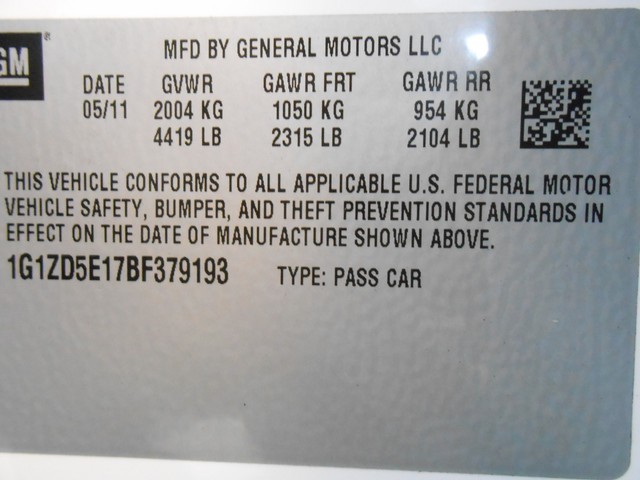 GM
MFD BY GENERAL MOTORS LLC
DATE GVWR GAWR FRT GAWR RR
05/11 2004 KG 1050 KG 954 KG
4419 LB 2315 LB 2104 LB
THIS VEHICLE CONFORMS TO ALL APPLICABLE U.S. FEDERAL MOTOR
VEHICLE SAFETY, BUMPER, AND THEFT PREVENTION STANDARDS IN
EFFECT ON THE DATE OF MANUFACTURE SHOWN ABOVE.
1G1ZD5E17BF379193 TYPE: PASS CAR